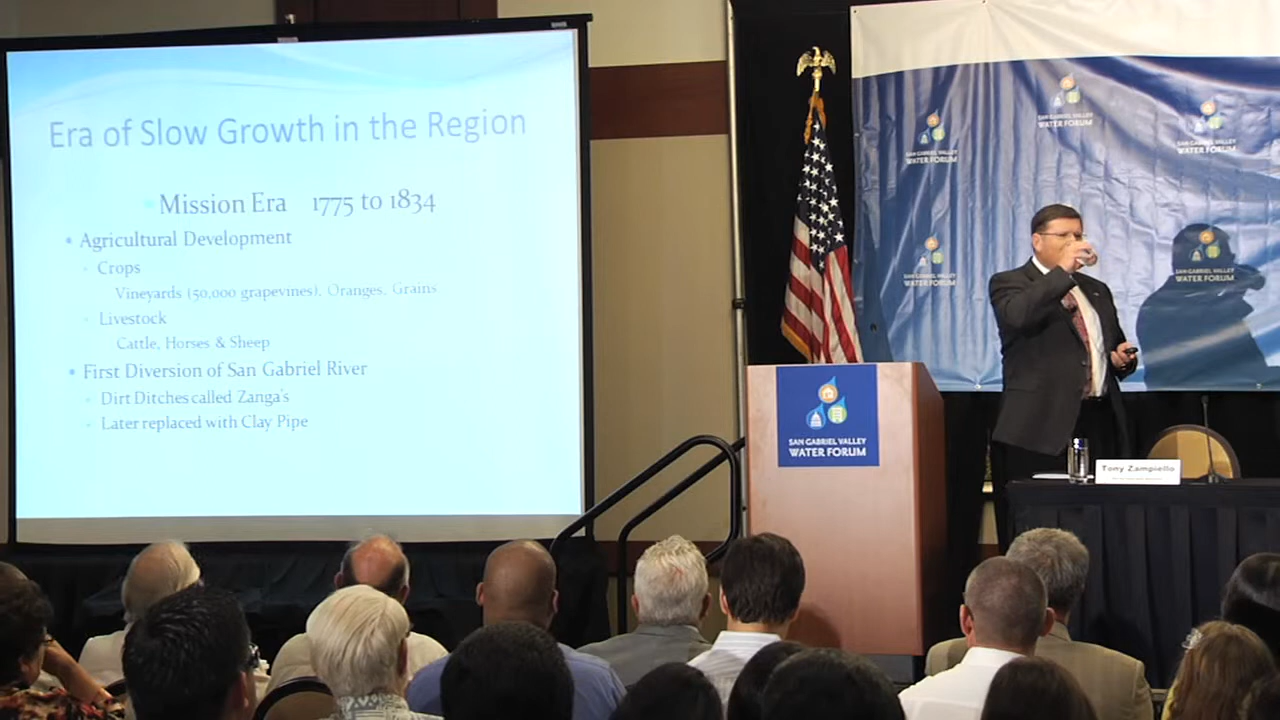 Era of Slow Growth in the Region
Mission Era 1775 to 1834
Agricultural Development
Crops
Vineyards (50,000 grapevines), Oranges, Grains
Livestock
Cattle, Horses & Sheep
First Diversion of San Gabriel River
Dirt Ditches called Zanga's
Later replaced with Clay Pipe
SAN GABRIEL VALLEY
WATER FORUM
SAN GABRIEL VALLEY
WATER FORUM
SAN GABRIEL VALLEY
WATER FORUM
SAN GABRIEL VALLEY
WATER FORUM
SAN GABRIEL VALLEY
WATER FORUM
SAN GABRIEL VALLEY
WATER FORUM
Tony Zampiello